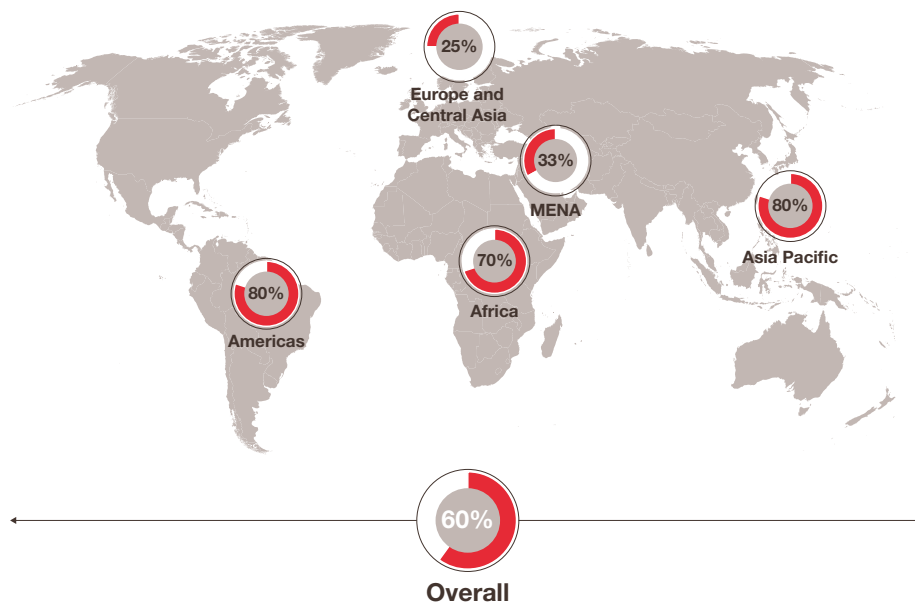 25%
Europe and
Central Asia
33%
MENA
80%
Asia Pacific
70%
Africa
80%
Americas
60%
Overall